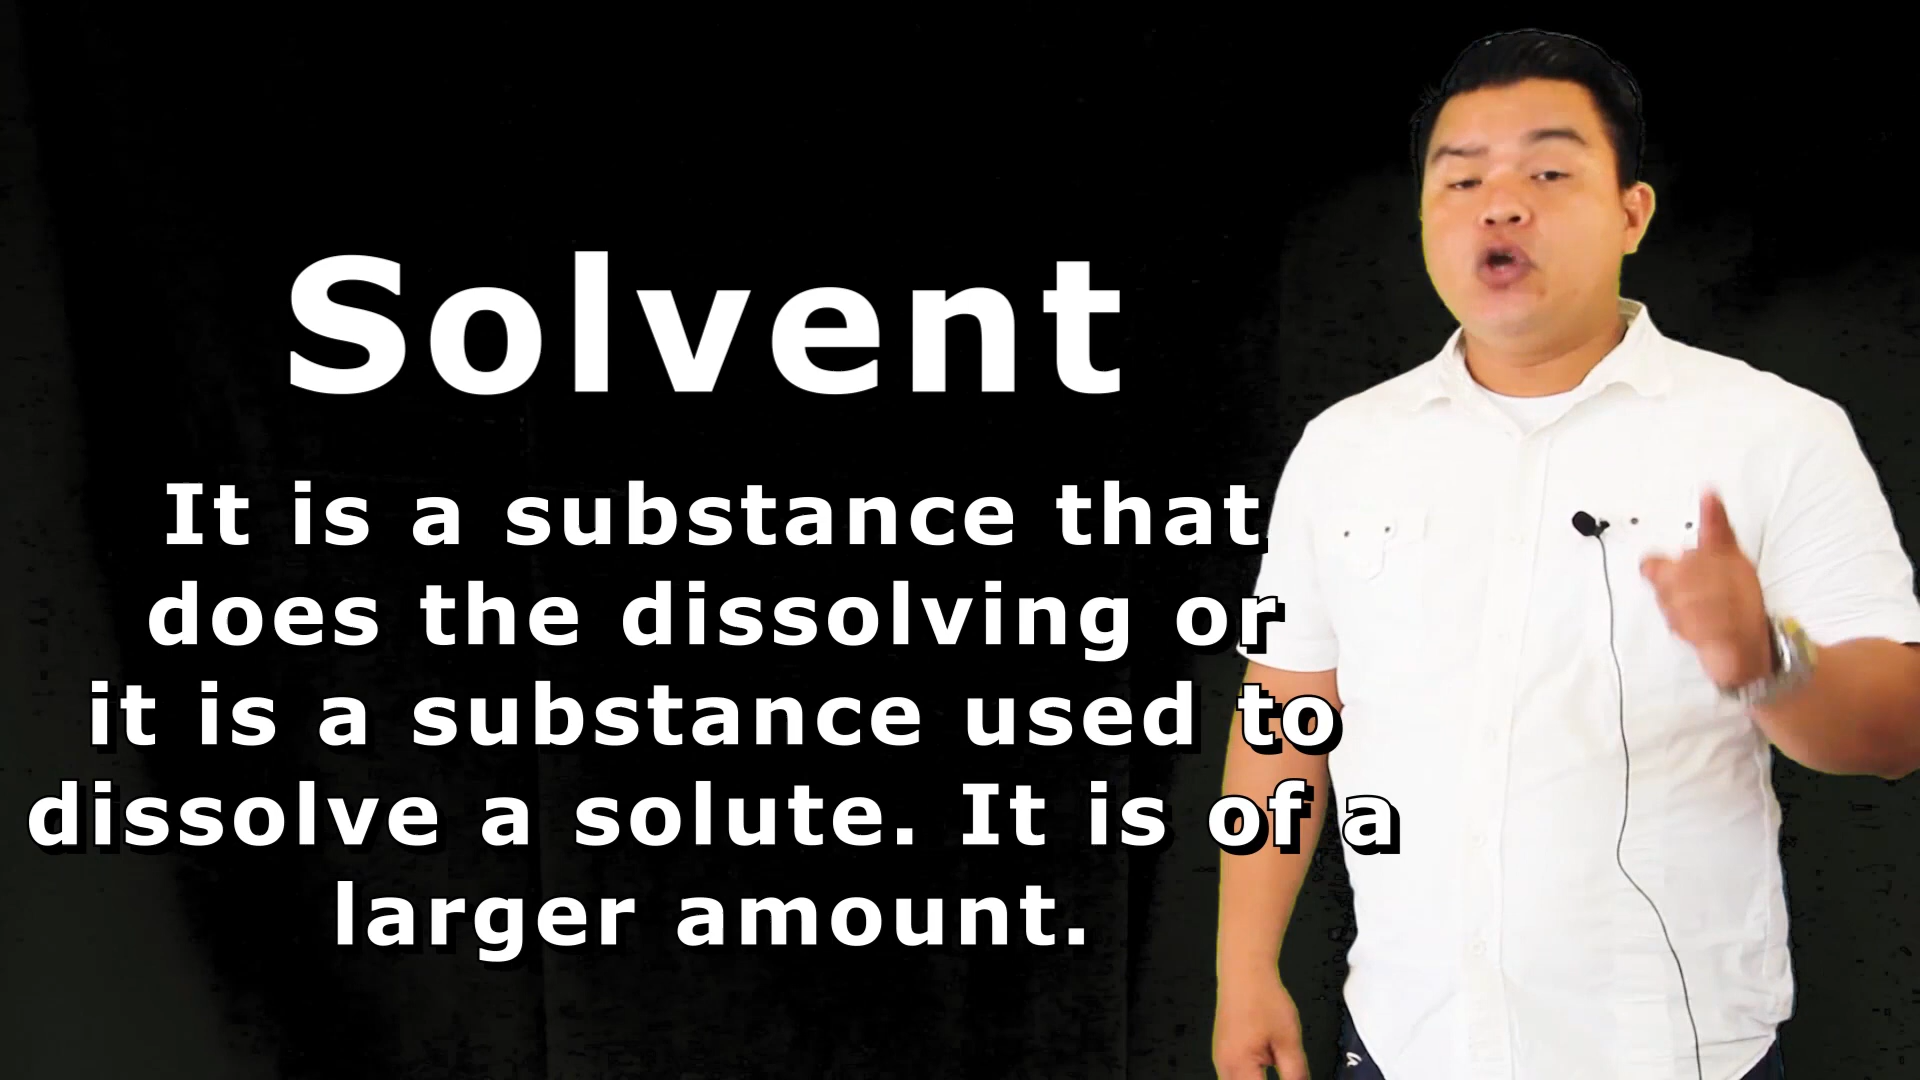 Solvent
It is a substance that
does the dissolving or
it is a substance used to
dissolve a solute. It is of a
larger amount.